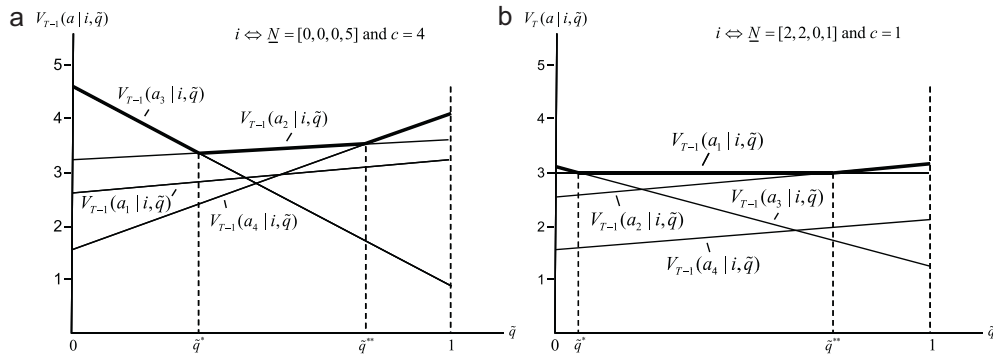 a
V_{T-1}(a | i, q̃)
i ⇔ N = [0,0,0,5] and c = 4
5
4
3
2
1
V_{T-1}(a_3 | i, q̃)
V_{T-1}(a_2 | i, q̃)
V_{T-1}(a_1 | i, q̃)
V_{T-1}(a_4 | i, q̃)
0
q̃*
q̃**
1
q̃
b
V_T(a | i, q̃)
i ⇔ N = [2,2,0,1] and c = 1
5
4
3
2
1
V_{T-1}(a_1 | i, q̃)
V_{T-1}(a_3 | i, q̃)
V_{T-1}(a_2 | i, q̃)
V_{T-1}(a_4 | i, q̃)
0
q̃*
q̃**
1
q̃